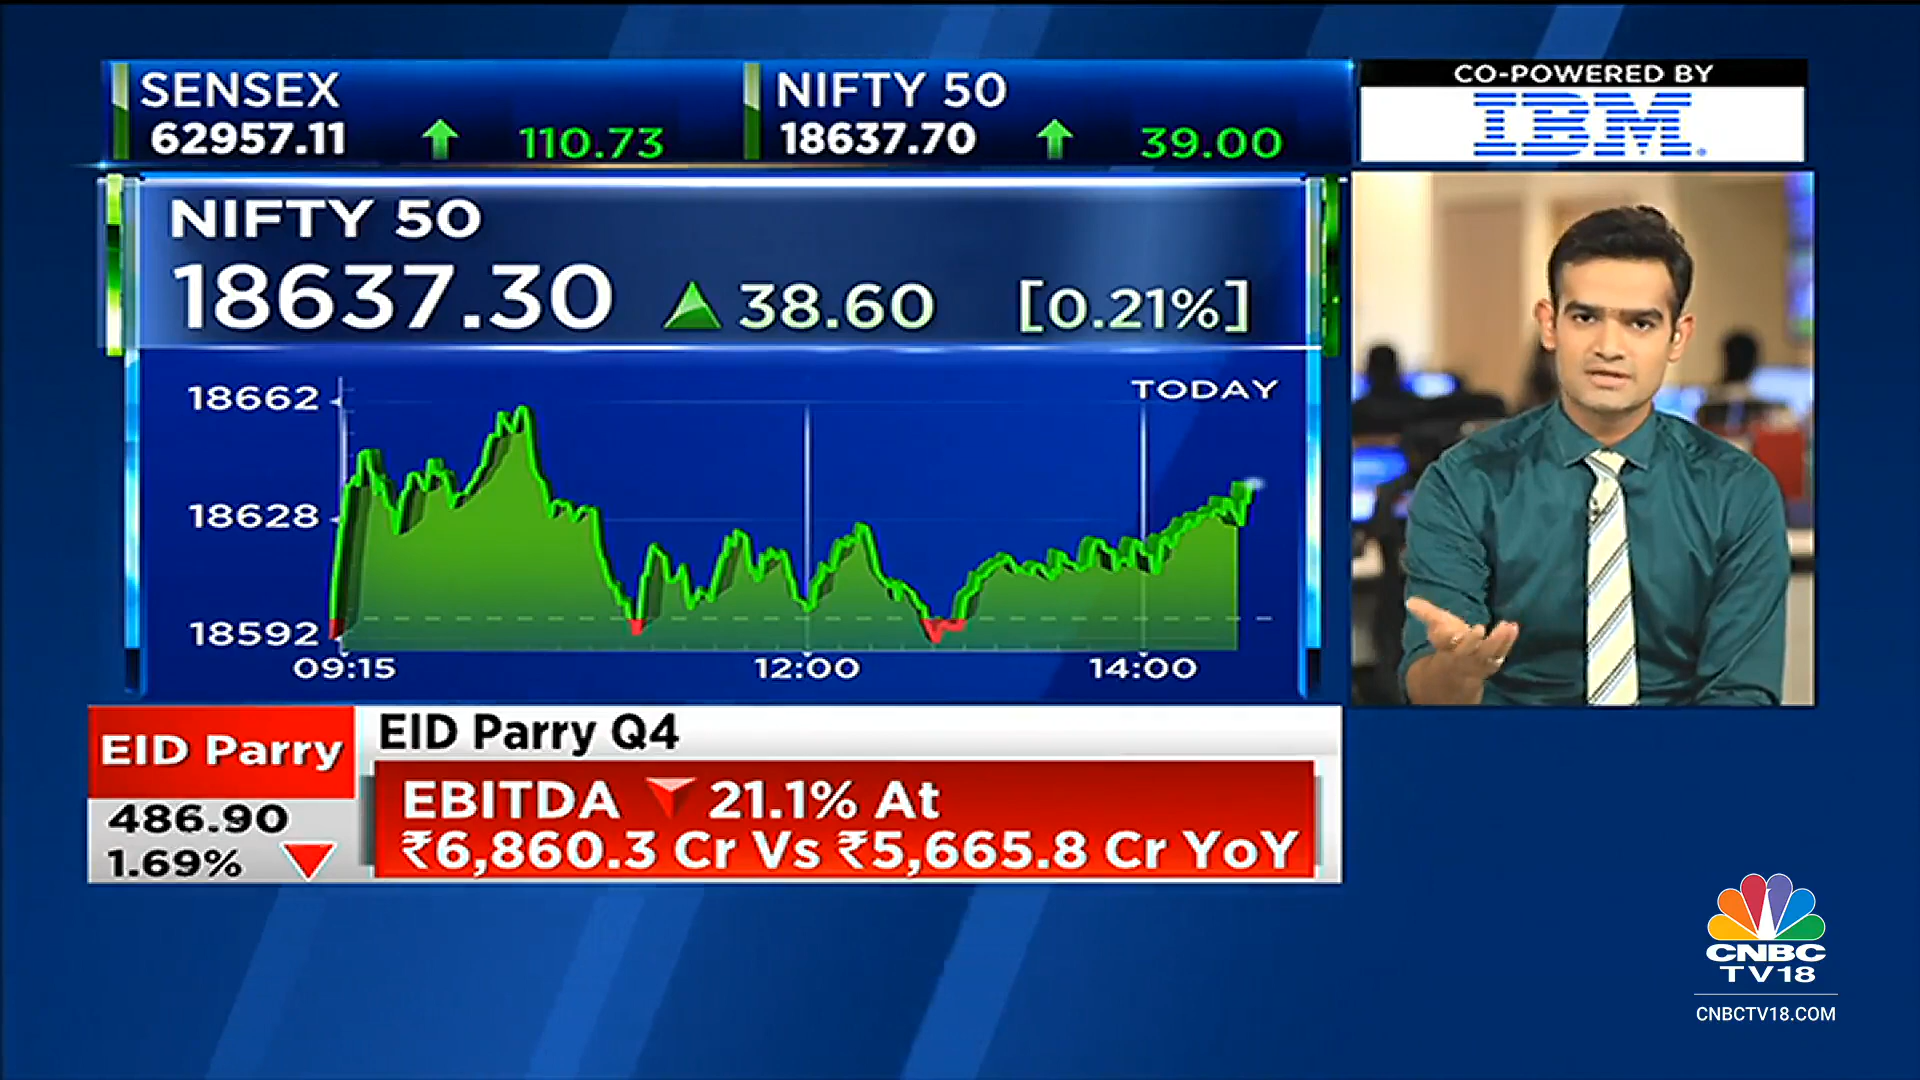 SENSEX
62957.11 110.73
NIFTY 50
18637.70 39.00
CO-POWERED BY
IBM
NIFTY 50
18637.30 38.60 [0.21%]
TODAY
18662
18628
18592
09:15 12:00 14:00
EID Parry
486.90
1.69%
EID Parry Q4
EBITDA 21.1% At
₹6,860.3 Cr Vs ₹5,665.8 Cr YoY
CNBC
TV18
CNBCTV18.COM